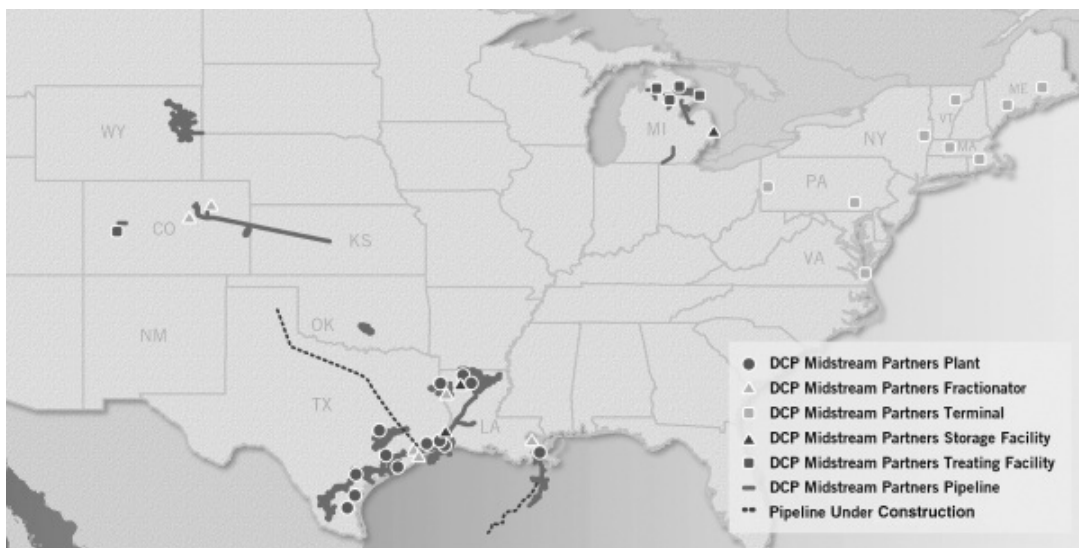 ME
VT
WY
MI
NY
MA
PA
CO
KS
VA
OK
NM
TX
LA
DCP Midstream Partners Plant
DCP Midstream Partners Fractionator
DCP Midstream Partners Terminal
DCP Midstream Partners Storage Facility
DCP Midstream Partners Treating Facility
DCP Midstream Partners Pipeline
Pipeline Under Construction